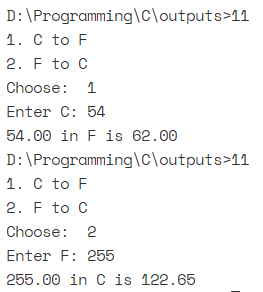 D:\Programming\C\outputs>11
1. C to F
2. F to C
Choose:  1
Enter C: 54
54.00 in F is 62.00
D:\Programming\C\outputs>11
1. C to F
2. F to C
Choose:  2
Enter F: 255
255.00 in C is 122.65